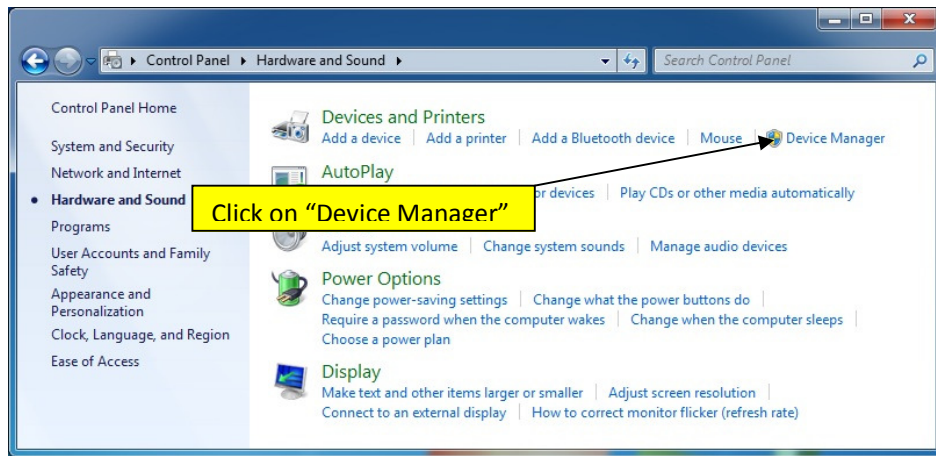 Control Panel ▸ Hardware and Sound ▸
Search Control Panel
Control Panel Home
System and Security
Network and Internet
Hardware and Sound
Programs
User Accounts and Family
Safety
Appearance and
Personalization
Clock, Language, and Region
Ease of Access
Devices and Printers
Add a device | Add a printer | Add a Bluetooth device | Mouse | Device Manager
AutoPlay
devices | Play CDs or other media automatically
Click on “Device Manager”
Adjust system volume | Change system sounds | Manage audio devices
Power Options
Change power-saving settings | Change what the power buttons do |
Require a password when the computer wakes | Change when the computer sleeps |
Choose a power plan
Display
Make text and other items larger or smaller | Adjust screen resolution |
Connect to an external display | How to correct monitor flicker (refresh rate)